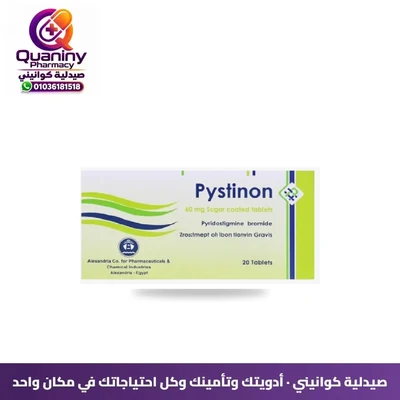 Quaniny
Pharmacy
صيدلية كوانيني
01036181518
Pystinon
60 mg Sugar coated tablets
Pyridostigmine bromide
Gravis
20 Tablets
Alexandria Co. for Pharmaceuticals &
Chemical Industries
Alexandria - Egypt
صيدلية كوانيني - أدويتك وتأمينك وكل احتياجاتك في مكان واحد